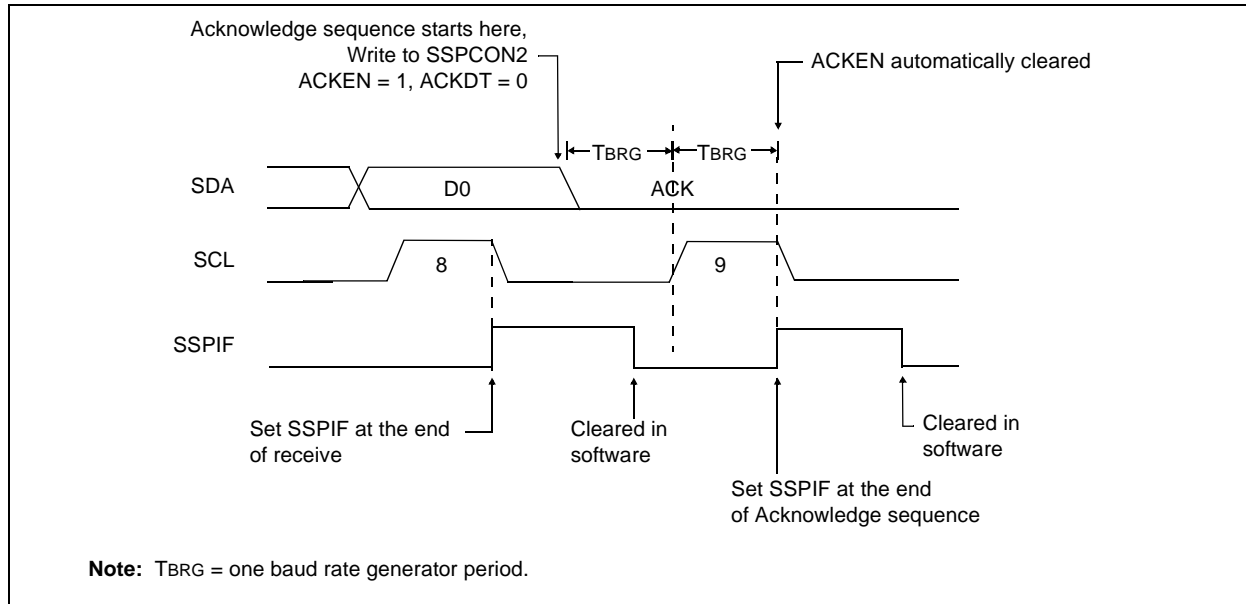 Acknowledge sequence starts here,
Write to SSPCON2
ACKEN = 1, ACKDT = 0
ACKEN automatically cleared
TBRG
TBRG
SDA
D0
ACK
SCL
8
9
SSPIF
Set SSPIF at the end
of receive
Cleared in
software
Set SSPIF at the end
of Acknowledge sequence
Cleared in
software
Note: TBRG = one baud rate generator period.